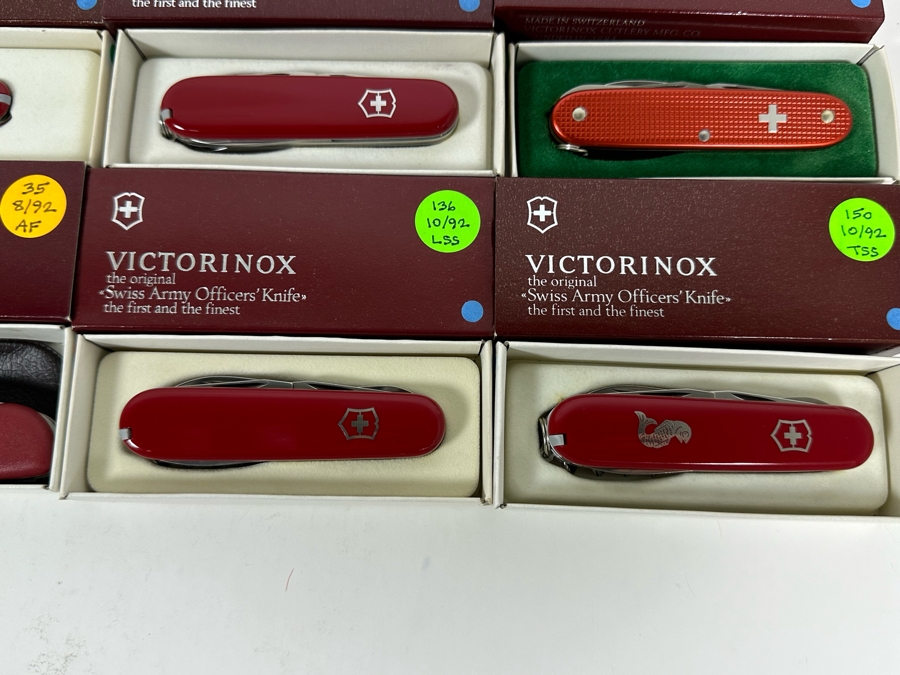 the first and the finest
MADE IN SWITZERLAND
VICTORINOX CUTLERY MFG. CO.
35
8/92
AF
VICTORINOX
the original
«Swiss Army Officers' Knife»
the first and the finest
136
10/92
LSS
VICTORINOX
the original
«Swiss Army Officers' Knife»
the first and the finest
150
10/92
TSS